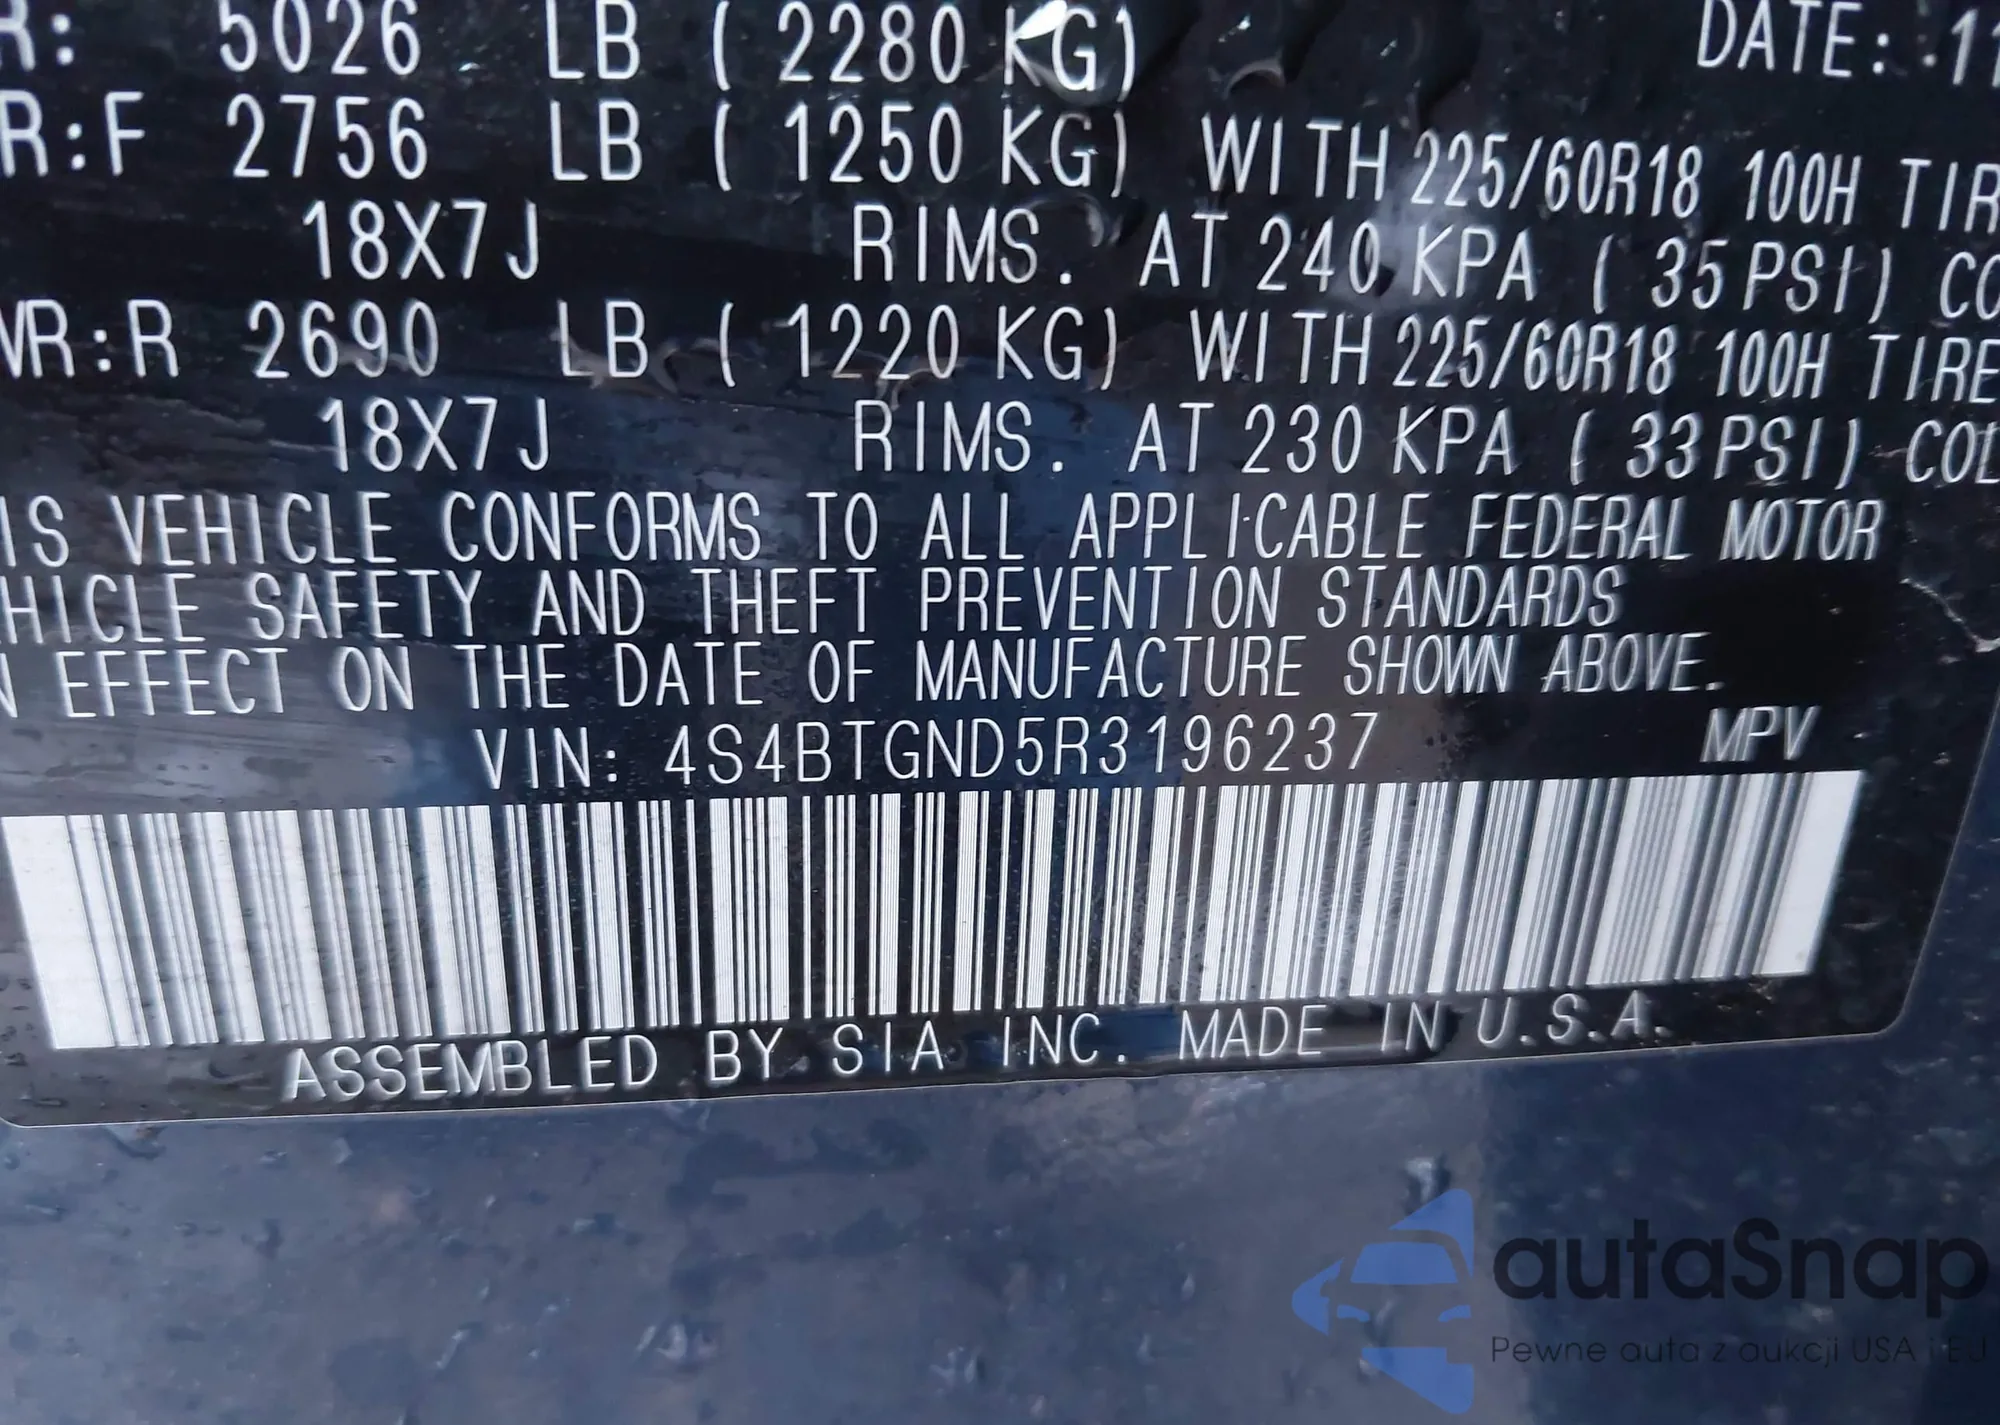 R: 5026 LB ( 2280 KG) DATE: 11
R:F 2756 LB ( 1250 KG) WITH 225/60R18 100H TIR
18X7J RIMS. AT 240 KPA ( 35 PSI) CO
WR:R 2690 LB ( 1220 KG) WITH 225/60R18 100H TIRE
18X7J RIMS. AT 230 KPA ( 33 PSI) COL
IS VEHICLE CONFORMS TO ALL APPLICABLE FEDERAL MOTOR
HICLE SAFETY AND THEFT PREVENTION STANDARDS
N EFFECT ON THE DATE OF MANUFACTURE SHOWN ABOVE.
VIN: 4S4BTGND5R3196237 MPV
ASSEMBLED BY SIA INC. MADE IN U.S.A.
autaSnap
Pewne auta z aukcji USA i EU